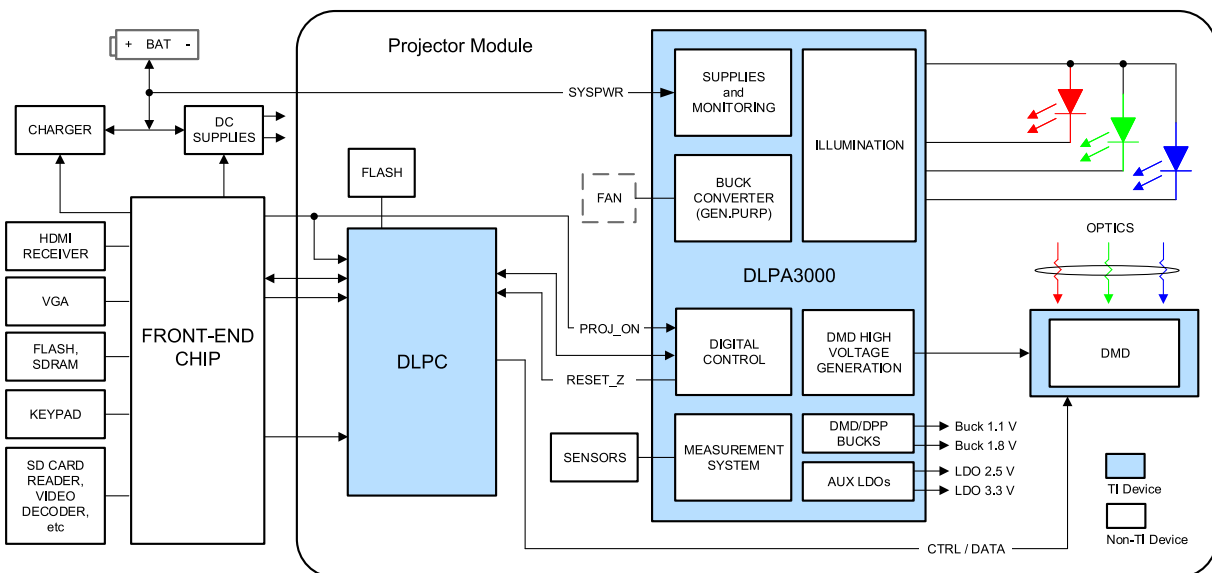 + BAT -
Projector Module
SYSPWR
CHARGER
DC
SUPPLIES
FLASH
HDMI
RECEIVER
VGA
FLASH,
SDRAM
KEYPAD
SD CARD
READER,
VIDEO
DECODER,
etc
FRONT-END
CHIP
DLPC
FAN
PROJ_ON
RESET_Z
SENSORS
CTRL / DATA
SUPPLIES
and
MONITORING
BUCK
CONVERTER
(GEN.PURP)
ILLUMINATION
DLPA3000
DIGITAL
CONTROL
DMD HIGH
VOLTAGE
GENERATION
MEASUREMENT
SYSTEM
DMD/DPP
BUCKS
AUX LDOs
Buck 1.1 V
Buck 1.8 V
LDO 2.5 V
LDO 3.3 V
OPTICS
DMD
TI Device
Non-TI Device